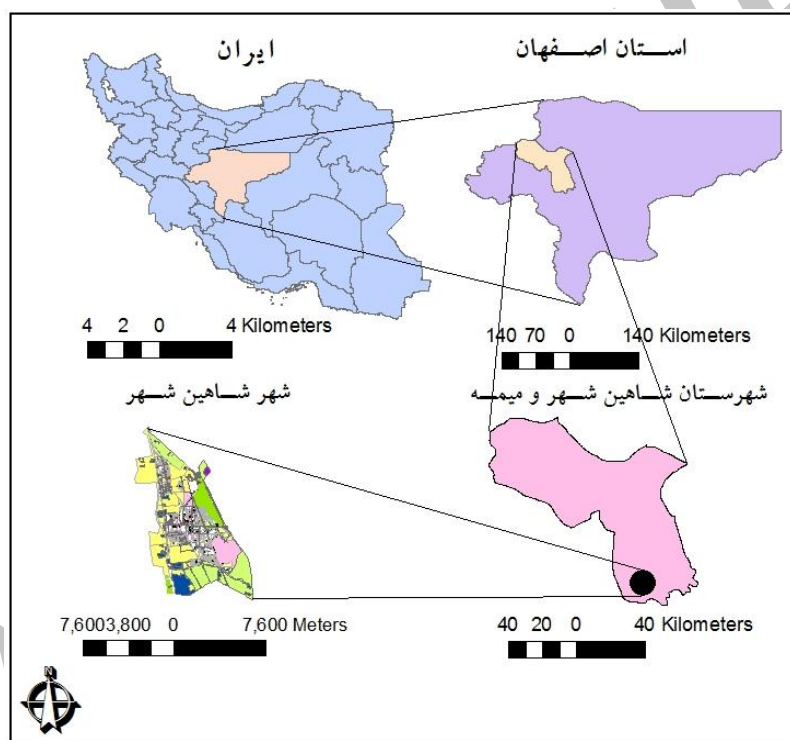 ایران
استان اصفهان
4 2 0 4 Kilometers
140 70 0 140 Kilometers
شهر شاهین شهر
شهرستان شاهین شهر و میمه
7,6003,800 0 7,600 Meters
40 20 0 40 Kilometers
N